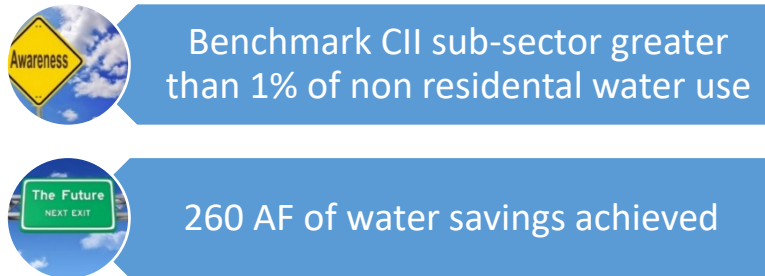 Awareness
Benchmark CII sub-sector greater
than 1% of non residental water use
The Future
NEXT EXIT
260 AF of water savings achieved